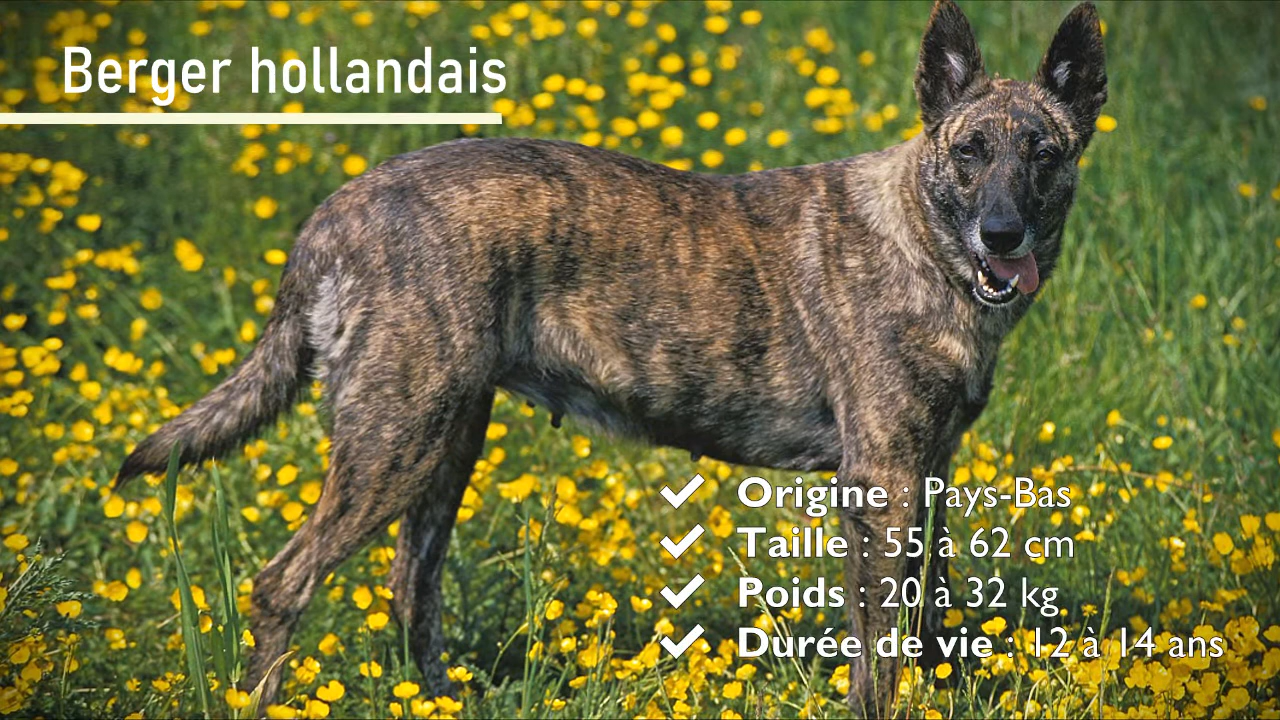 Berger hollandais
Origine : Pays-Bas
Taille : 55 à 62 cm
Poids : 20 à 32 kg
Durée de vie : 12 à 14 ans